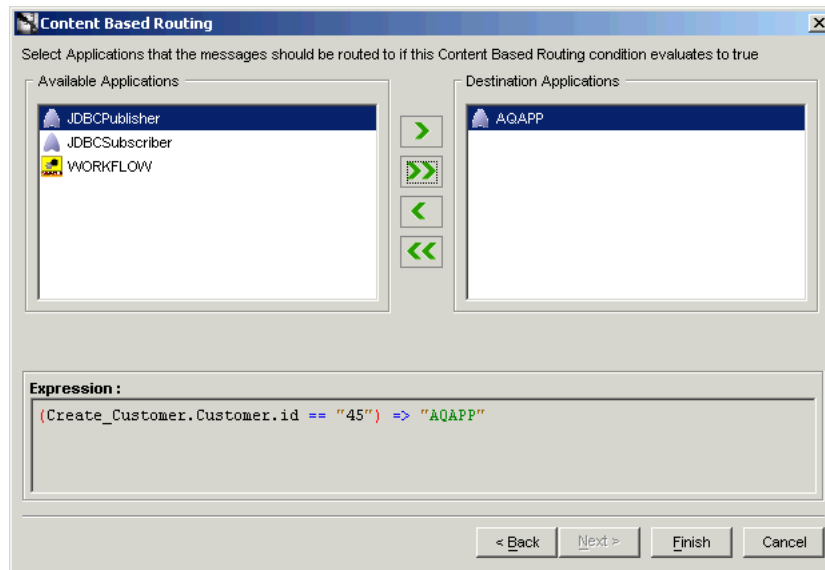 Content Based Routing
Select Applications that the messages should be routed to if this Content Based Routing condition evaluates to true
Available Applications
JDBCPublisher
JDBCSubscriber
WORKFLOW
Destination Applications
AQAPP
Expression :
(Create_Customer.Customer.id == "45") => "AQAPP"
< Back
Next >
Finish
Cancel